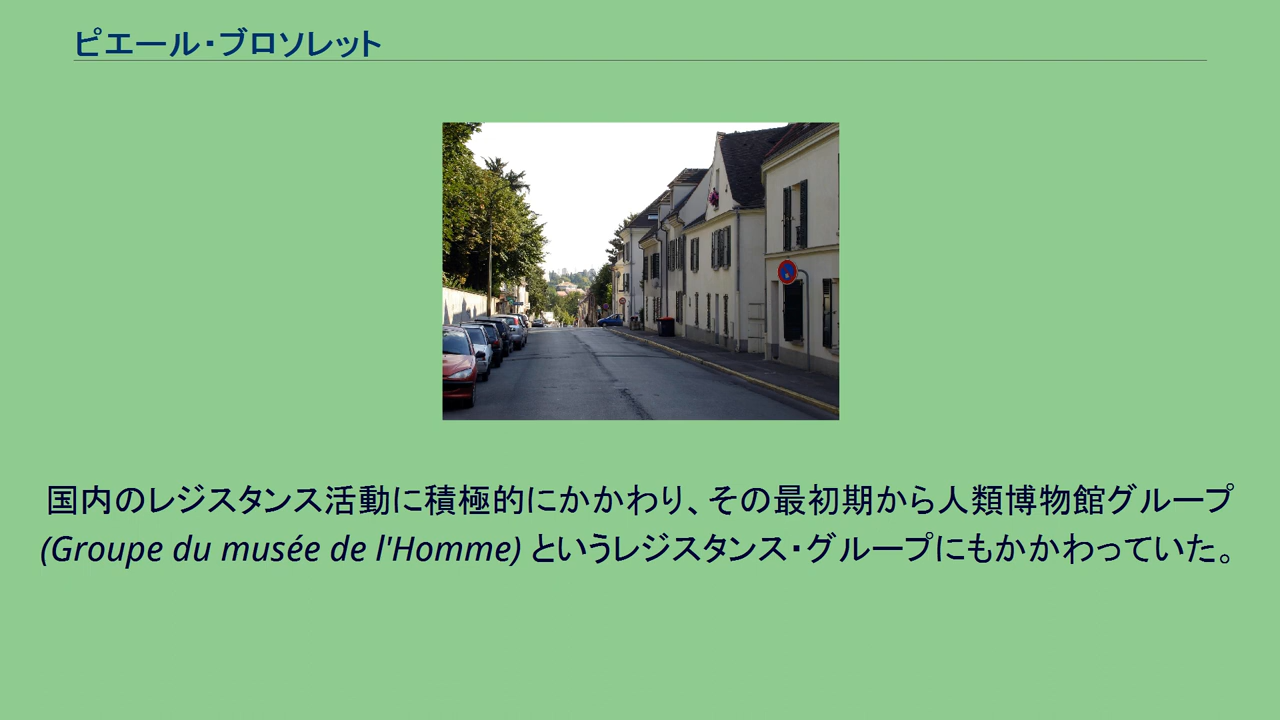 ピエール・ブロソレット
国内のレジスタンス活動に積極的にかかわり、その最初期から人類博物館グループ
(Groupe du musée de l'Homme) というレジスタンス・グループにもかかわっていた。